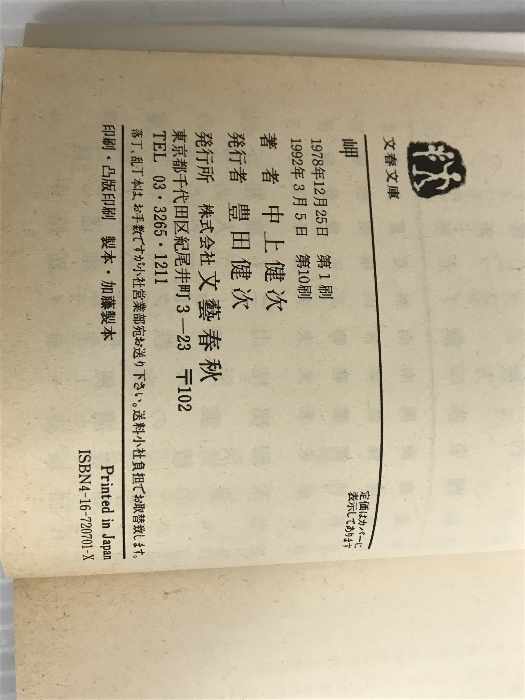 文春文庫
定価はカバーに
表示してあります
岬
1978年12月25日 第1刷
1992年3月5日 第10刷
著者 中上健次
発行者 豊田健次
発行所 株式会社 文藝春秋
東京都千代田区紀尾井町3―23 〒102
TEL 03・3265・1211
落丁、乱丁本は、お手数ですが小社営業部宛お送り下さい。送料小社負担でお取替致します。
印刷・凸版印刷 製本・加藤製本
Printed in Japan
ISBN4-16-720701-X